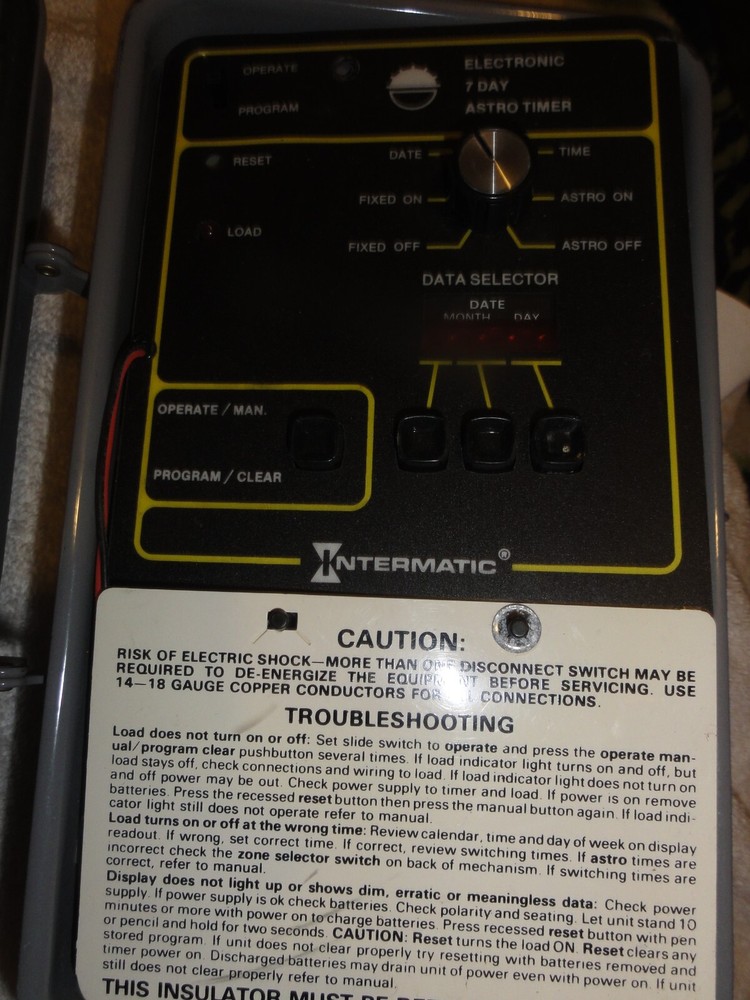 OPERATE
PROGRAM
ELECTRONIC
7 DAY
ASTRO TIMER
RESET
LOAD
DATE
TIME
FIXED ON
ASTRO ON
FIXED OFF
ASTRO OFF
DATA SELECTOR
DATE
MONTH DAY
OPERATE / MAN.
PROGRAM / CLEAR
INTERMATIC®
CAUTION:
RISK OF ELECTRIC SHOCK—MORE THAN ONE DISCONNECT SWITCH MAY BE
REQUIRED TO DE-ENERGIZE THE EQUIPMENT BEFORE SERVICING. USE
14—18 GAUGE COPPER CONDUCTORS FOR ALL CONNECTIONS.
TROUBLESHOOTING
Load does not turn on or off: Set slide switch to operate and press the operate man-
ual/program clear pushbutton several times. If load indicator light turns on and off, but
load stays off, check connections and wiring to load. If load indicator light does not turn on
and off power may be out. Check power supply to timer and load. If power is on remove
batteries. Press the recessed reset button then press the manual button again. If load indi-
cator light still does not operate refer to manual.
Load turns on or off at the wrong time: Review calendar, time and day of week on display
readout. If wrong, set correct time. If correct, review switching times. If astro times are
incorrect check the zone selector switch on back of mechanism. If switching times are
correct, refer to manual.
Display does not light up or shows dim, erratic or meaningless data: Check power
supply. If power supply is ok check batteries. Check polarity and seating. Let unit stand 10
minutes or more with power on to charge batteries. Press recessed reset button with pen
or pencil and hold for two seconds. CAUTION: Reset turns the load ON. Reset clears any
stored program. If unit does not clear properly try resetting with batteries removed and
timer power on. Discharged batteries may drain unit of power even with power on. If unit
still does not clear properly refer to manual.
THIS INSULATOR MUST BE